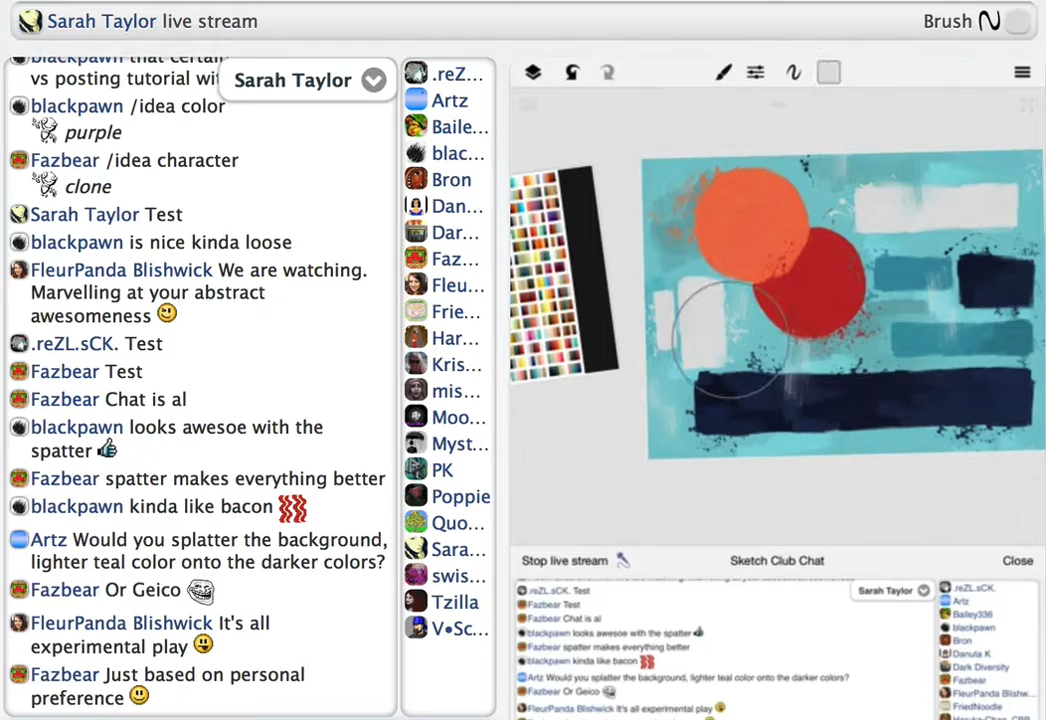 Sarah Taylor live stream
Brush
vs posting tutorial wit
Sarah Taylor
blackpawn /idea color
purple
Fazbear /idea character
clone
Sarah Taylor Test
blackpawn is nice kinda loose
FleurPanda Blishwick We are watching.
Marvelling at your abstract
awesomeness
.reZL.sCK. Test
Fazbear Test
Fazbear Chat is al
blackpawn looks awesoe with the
spatter
Fazbear spatter makes everything better
blackpawn kinda like bacon
Artz Would you splatter the background,
lighter teal color onto the darker colors?
Fazbear Or Geico
FleurPanda Blishwick It's all
experimental play
Fazbear Just based on personal
preference
.reZ...
Artz
Baile...
blac...
Bron
Dan...
Dar...
Faz...
Fleu...
Frie...
Har...
Kris...
mis...
Moo...
Myst...
PK
Poppie
Quo...
Sara...
swis...
Tzilla
V•Sc...
Stop live stream
Sketch Club Chat
Close
.reZL.sCK. Test
Fazbear Test
Fazbear Chat is al
blackpawn looks awesoe with the spatter
Fazbear spatter makes everything better
blackpawn kinda like bacon
Artz Would you splatter the background, lighter teal color onto the darker colors?
Fazbear Or Geico
FleurPanda Blishwick It's all experimental play
Sarah Taylor
.reZL.sCK.
Artz
Bailey336
blackpawn
Bron
Danuta K
Dark Diversity
Fazbear
FleurPanda Blishw...
FriedNoodle